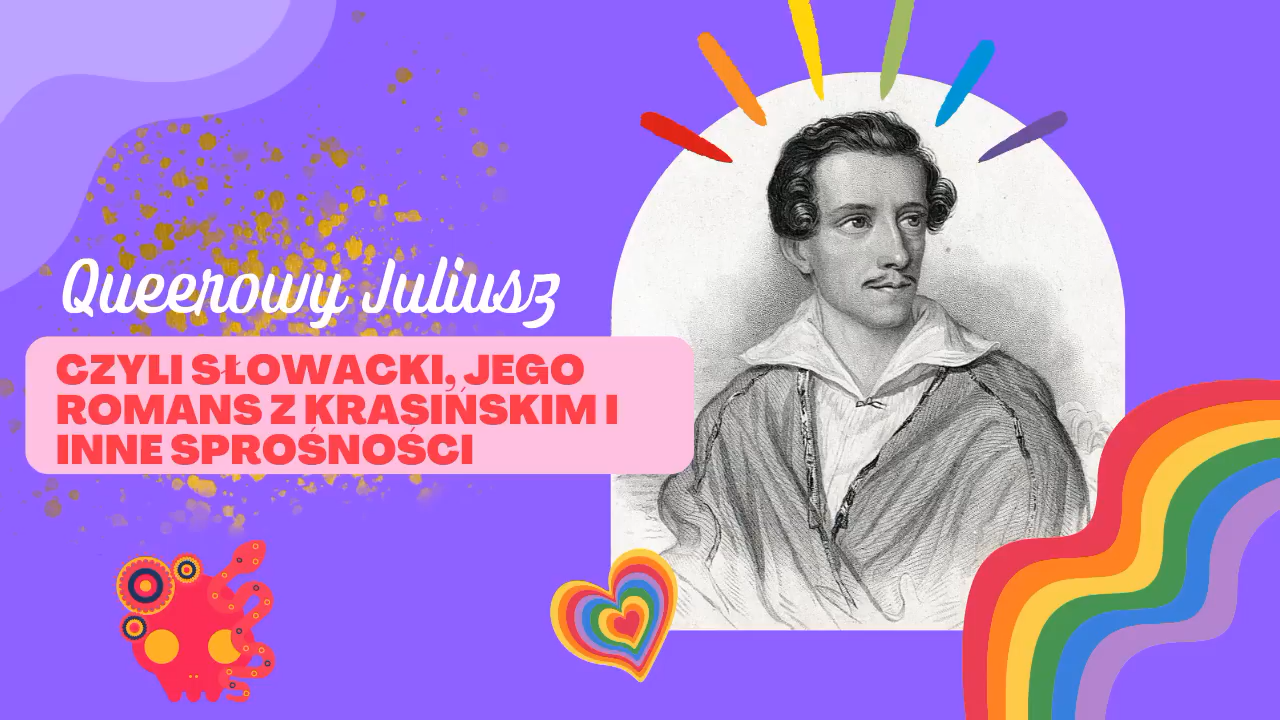 Queerowy Juliusz
CZYLI SŁOWACKI, JEGO
ROMANS Z KRASIŃSKIM I
INNE SPROŚNOŚCI